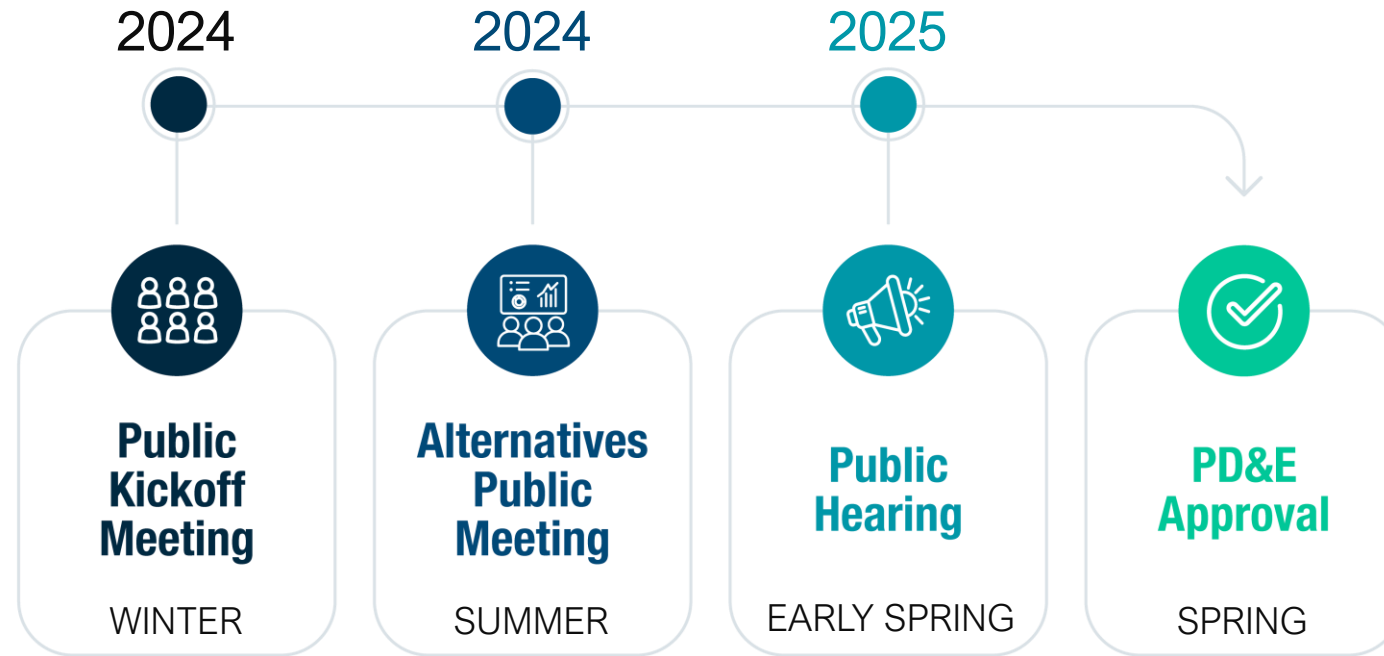 2024
2024
2025
Public
Kickoff
Meeting
WINTER
Alternatives
Public
Meeting
SUMMER
Public
Hearing
EARLY SPRING
PD&E
Approval
SPRING